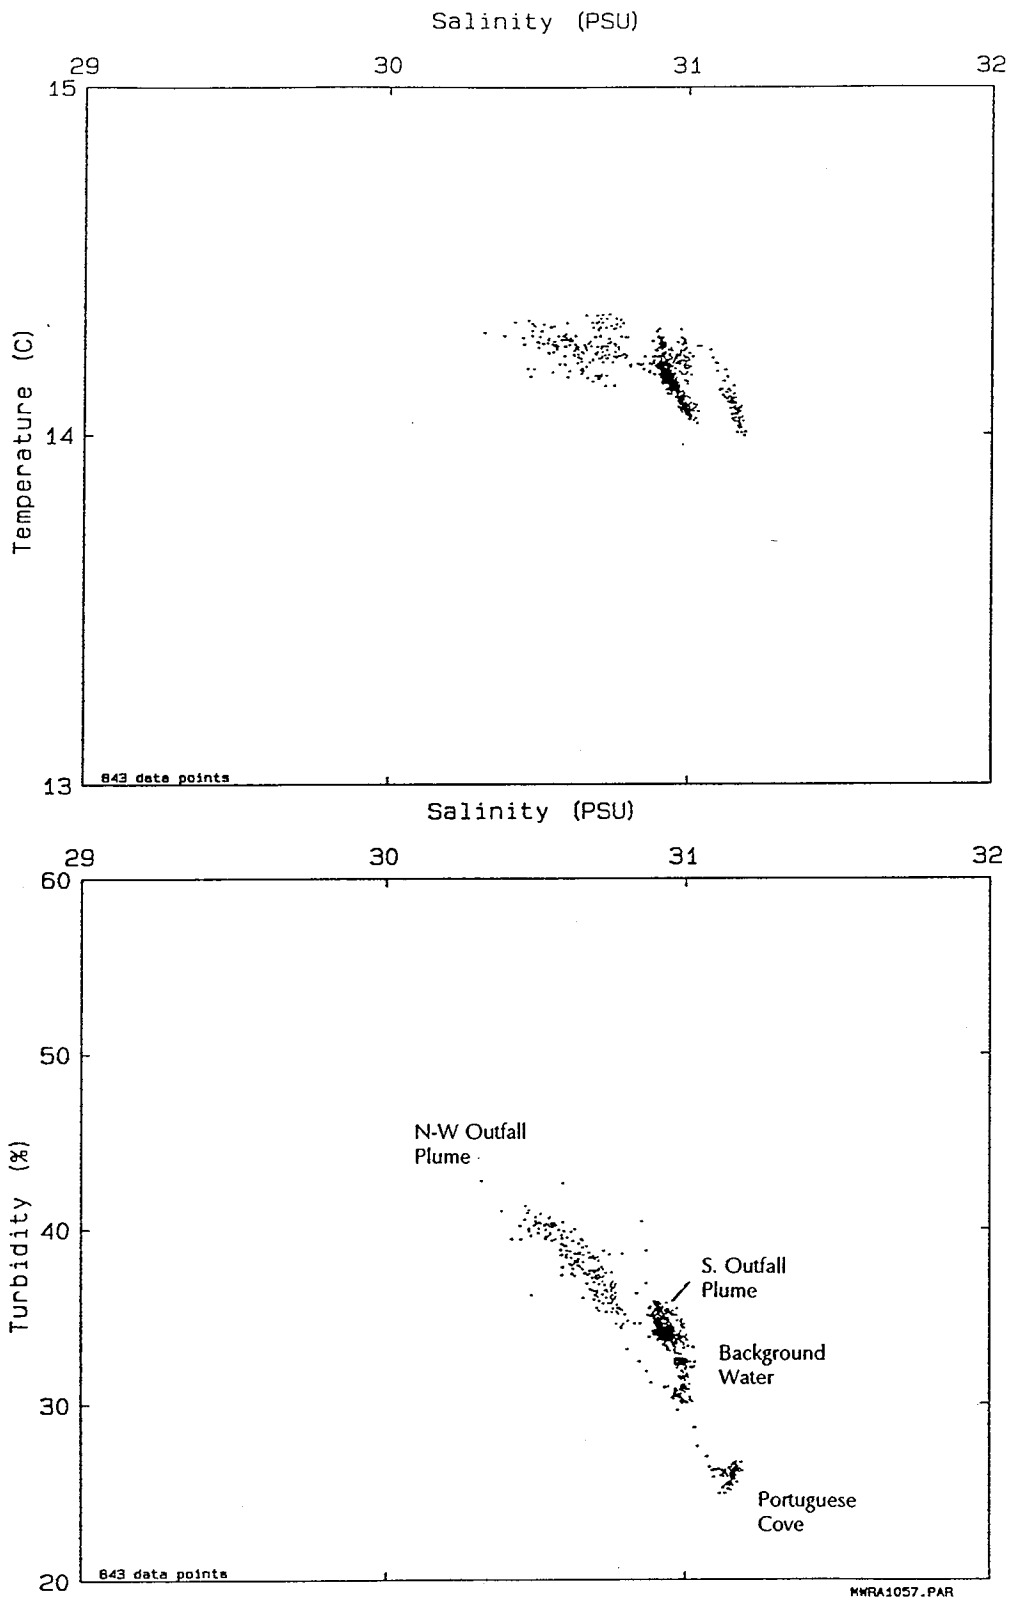 Salinity (PSU)
29 30 31 32
15
14
13
Temperature (C)
843 data points
Salinity (PSU)
29 30 31 32
60
50
40
30
20
Turbidity (%)
N-W Outfall
Plume
S. Outfall
Plume
Background
Water
Portuguese
Cove
843 data points
MWRA1057.PAR